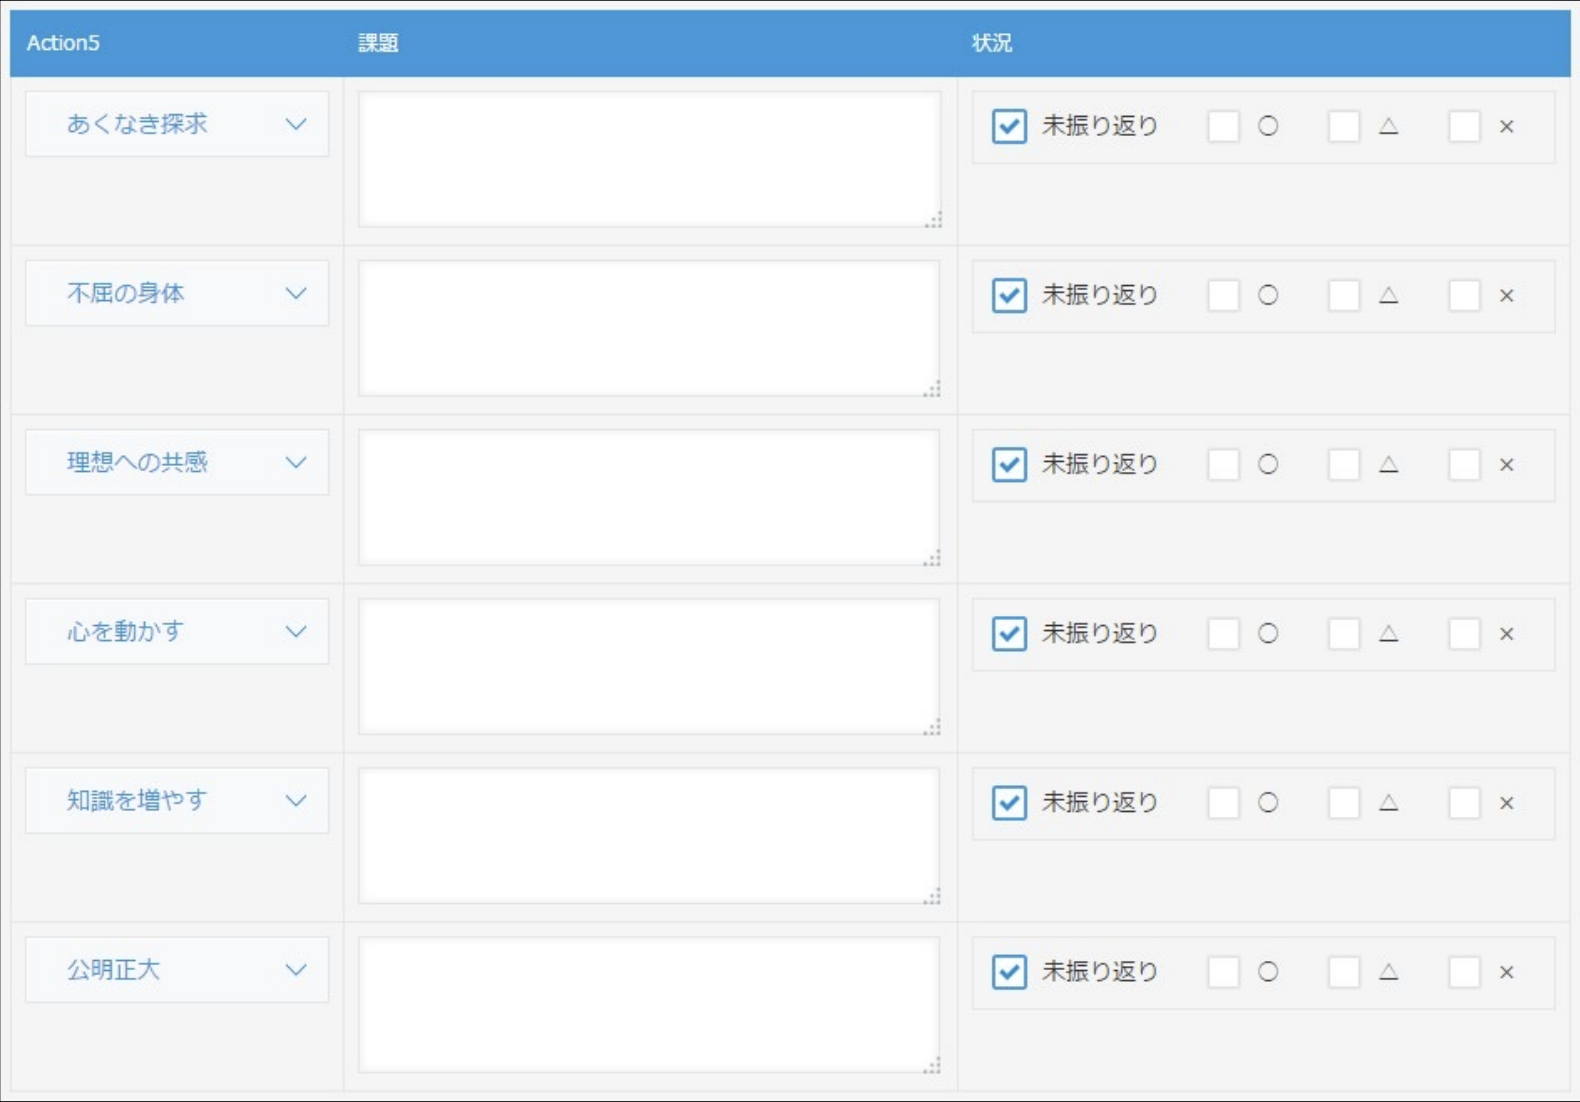 Action5 課題 状況
あくなき探求 未振り返り ○ △ ×
不屈の身体 未振り返り ○ △ ×
理想への共感 未振り返り ○ △ ×
心を動かす 未振り返り ○ △ ×
知識を増やす 未振り返り ○ △ ×
公明正大 未振り返り ○ △ ×